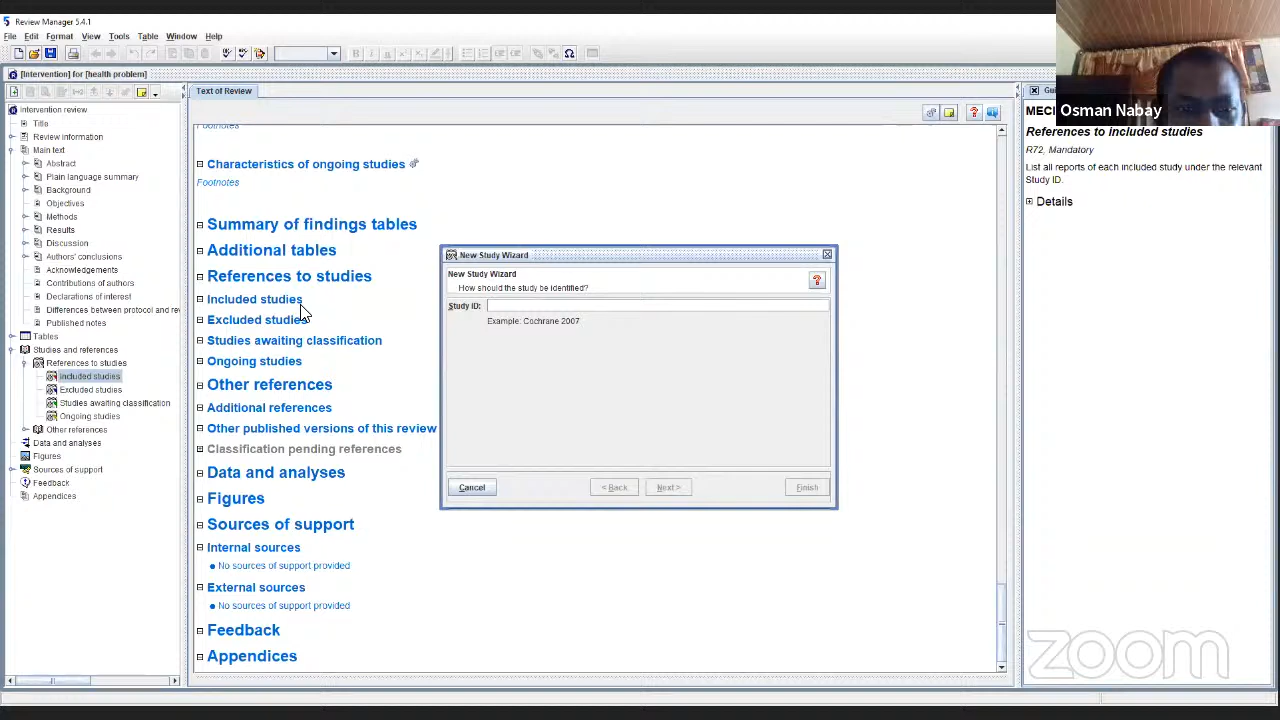 Review Manager 5.4.1
File Edit Format View Tools Table Window Help
[Intervention] for [health problem]
Intervention review
Title
Review information
Main text
Abstract
Plain language summary
Background
Objectives
Methods
Results
Discussion
Authors' conclusions
Acknowledgements
Contributions of authors
Declarations of interest
Differences between protocol and re
Published notes
Tables
Studies and references
References to studies
Included studies
Excluded studies
Studies awaiting classification
Ongoing studies
Other references
Data and analyses
Figures
Sources of support
Feedback
Appendices
Text of Review
Footnotes
Characteristics of ongoing studies
Footnotes
Summary of findings tables
Additional tables
References to studies
Included studies
Excluded studies
Studies awaiting classification
Ongoing studies
Other references
Additional references
Other published versions of this review
Classification pending references
Data and analyses
Figures
Sources of support
Internal sources
No sources of support provided
External sources
No sources of support provided
Feedback
Appendices
New Study Wizard
New Study Wizard
How should the study be identified?
Study ID:
Example: Cochrane 2007
Cancel < Back Next > Finish
Gui
MECI
Osman Nabay
References to included studies
R72, Mandatory
List all reports of each included study under the relevant
Study ID.
Details
zoom